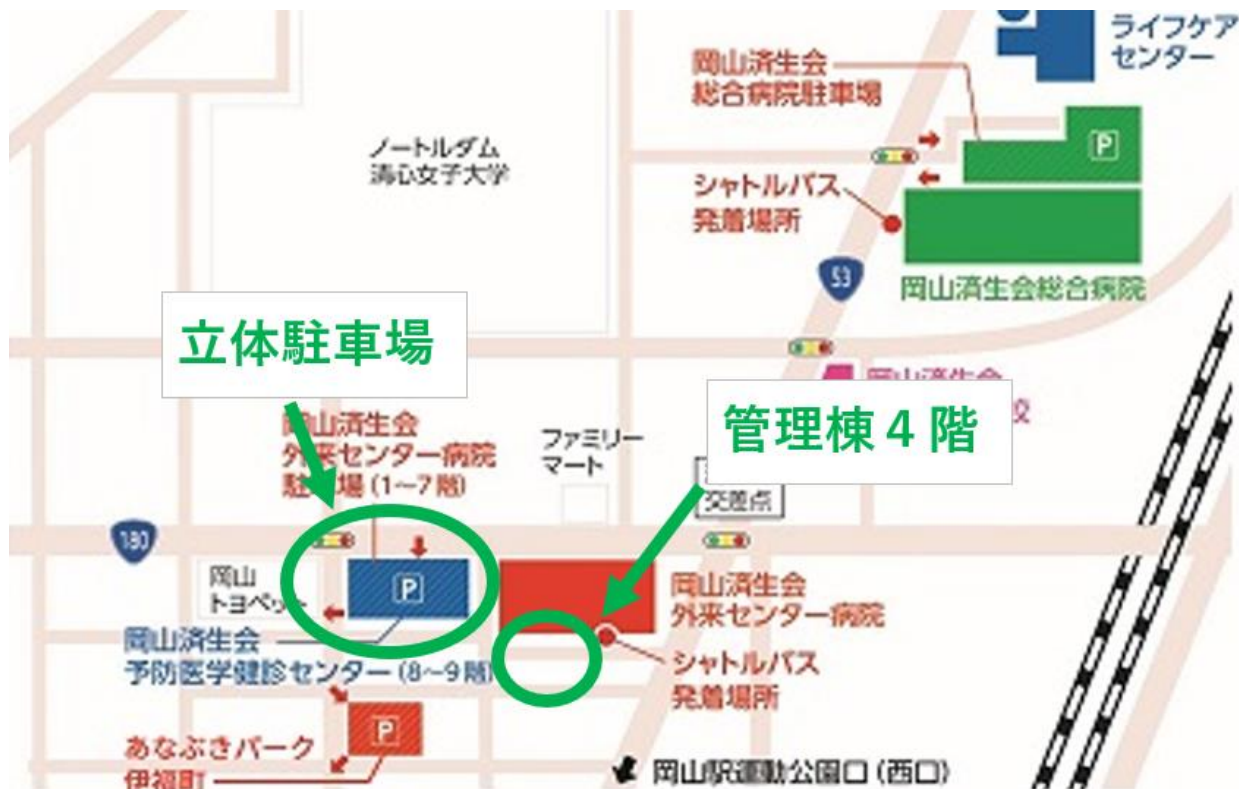 ライフケア
センター
岡山済生会
総合病院駐車場
P
ノートルダム
清心女子大学
シャトルバス
発着場所
53
岡山済生会総合病院
立体駐車場
岡山済生会
管理棟４階
校
岡山済生会
外来センター病院
駐車場 (1～7階)
ファミリー
マート
交差点
180
P
岡山
トヨペット
岡山済生会
外来センター病院
岡山済生会
予防医学健診センター (8～9階)
シャトルバス
発着場所
P
あなぶきパーク
伊福町
岡山駅運動公園口 (西口)